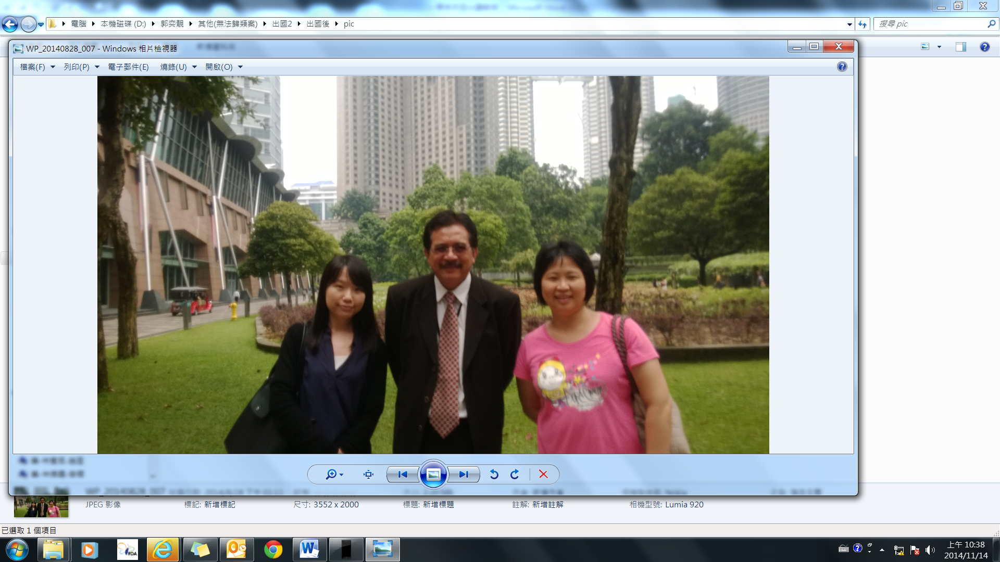 電腦 本機磁碟 (D:) 郭奕靚 其他(無法歸類案) 出國2 出國後 pic
搜尋 pic
WP_20140828_007 - Windows 相片檢視器
檔案(F) 列印(P) 電子郵件(E) 燒錄(U) 開啟(O)
WP_20140828_007
JPEG 影像 標記: 新增標記 尺寸: 3552 x 2000 標題: 新增標題 註解: 新增註解 相機型號: Lumia 920
已選取 1 個項目
上午 10:38
2014/11/14